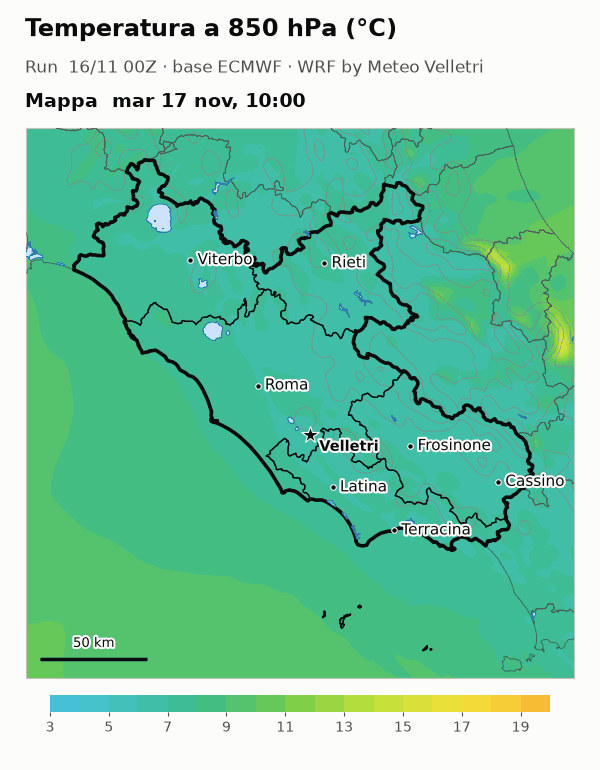 Temperatura a 850 hPa (°C)
Run  16/11 00Z · base ECMWF · WRF by Meteo Velletri
Mappa  mar 17 nov, 10:00
Viterbo
Rieti
Roma
Velletri
Frosinone
Cassino
Latina
Terracina
50 km
3 5 7 9 11 13 15 17 19